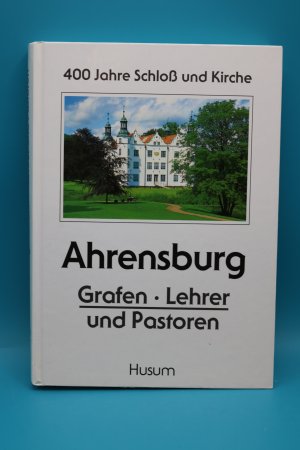 400 Jahre Schloß und Kirche
Ahrensburg
Grafen · Lehrer
und Pastoren
Husum